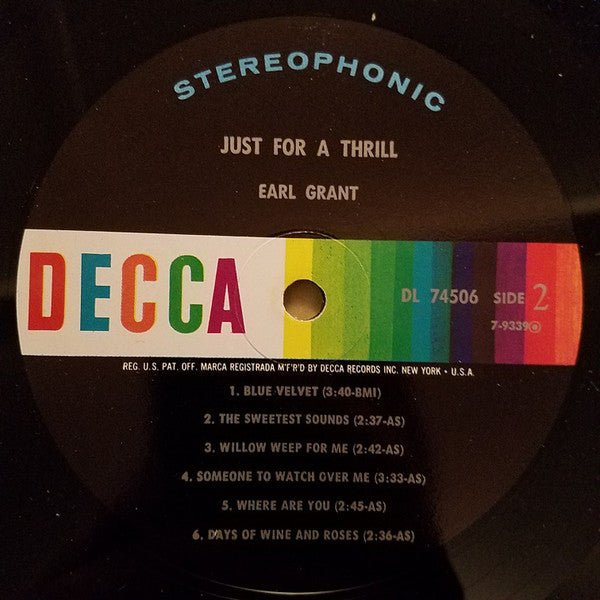 STEREOPHONIC
JUST FOR A THRILL
EARL GRANT
DECCA
DL 74506 SIDE 2
7-9339
REG. U.S. PAT. OFF. MARCA REGISTRADA M'F'R'D BY DECCA RECORDS INC. NEW YORK • U.S.A.
1. BLUE VELVET (3:40-BMI)
2. THE SWEETEST SOUNDS (2:37-AS)
3. WILLOW WEEP FOR ME (2:42-AS)
4. SOMEONE TO WATCH OVER ME (3:33-AS)
5. WHERE ARE YOU (2:45-AS)
6. DAYS OF WINE AND ROSES (2:36-AS)